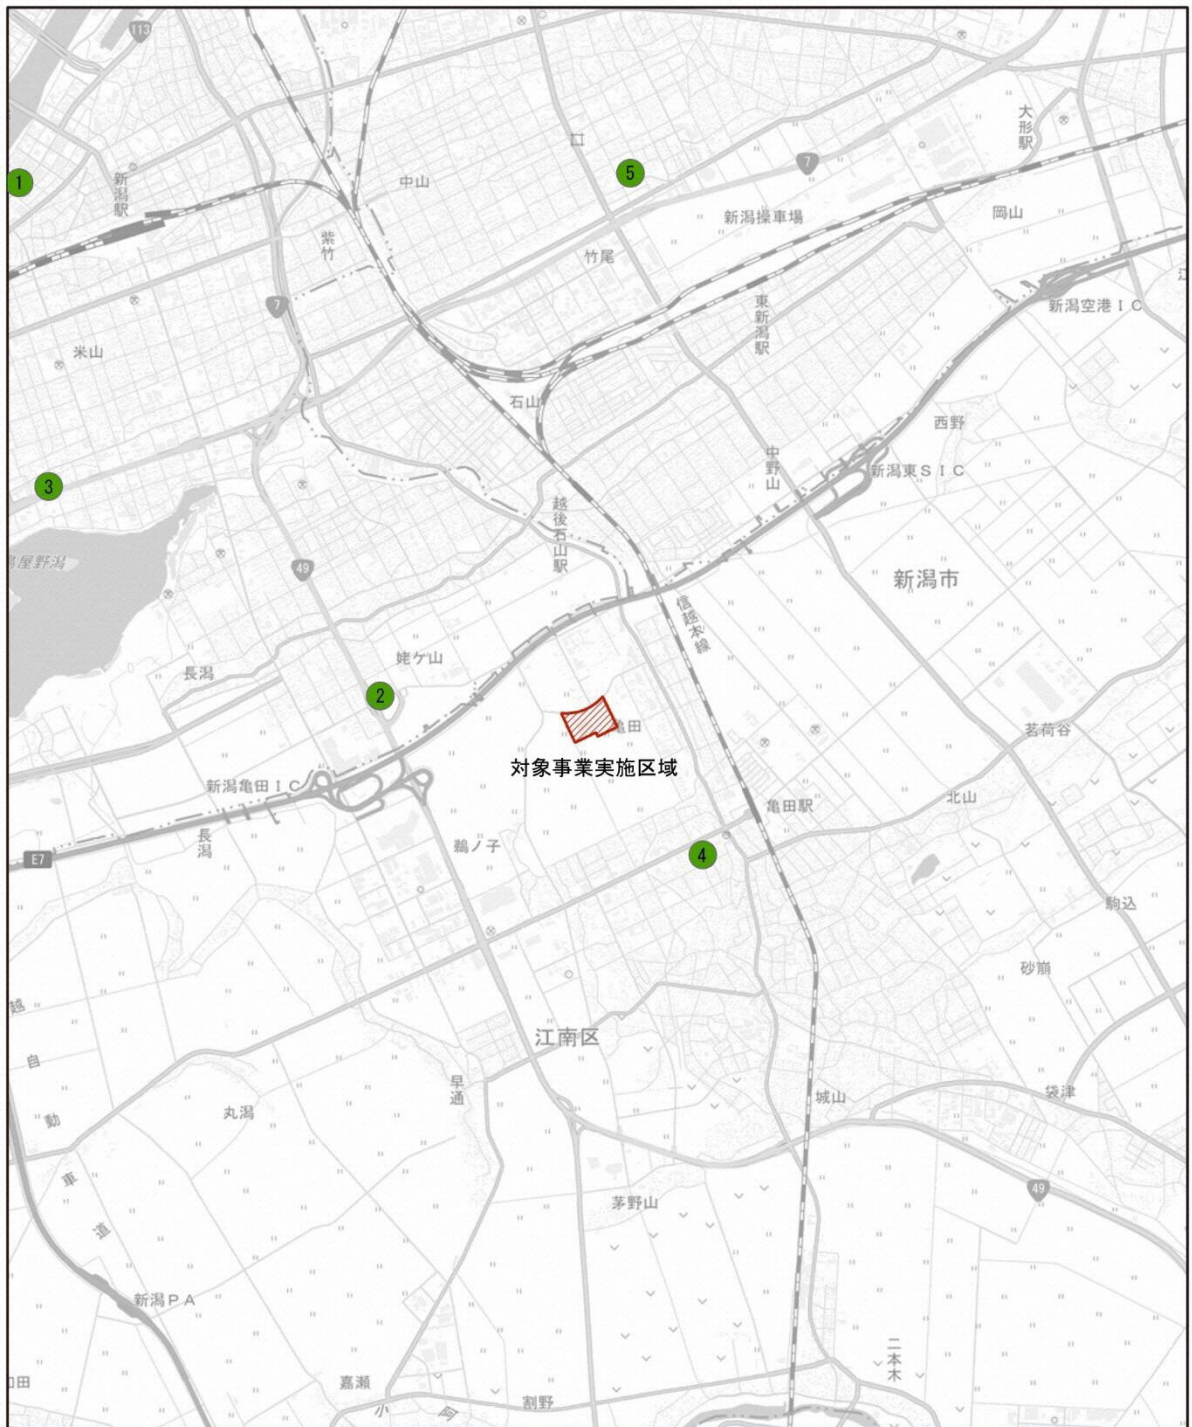 113
大形駅
1
新潟駅
中山
5
7
新潟操車場
岡山
紫竹
竹尾
7
東新潟駅
新潟空港IC
米山
石山
西野
3
中野山
新潟東SIC
越後石山駅
屋野潟
49
新潟市
信越本線
姥ケ山
長潟
2
亀田
茗荷谷
対象事業実施区域
新潟亀田IC
亀田駅
北山
長潟
鵜ノ子
4
E7
駒込
砂崩
越自動車道
江南区
早通
丸潟
城山
袋津
49
茅野山
新潟PA
二本木
嘉瀬
割野
小阿